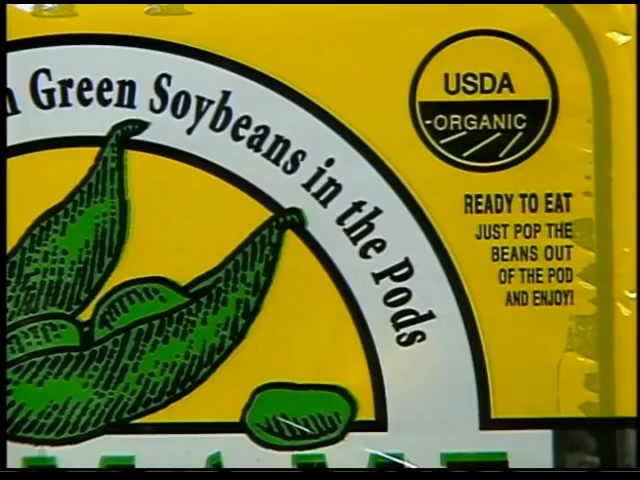 Green Soybeans in the Pods
USDA
ORGANIC
READY TO EAT
JUST POP THE
BEANS OUT
OF THE POD
AND ENJOY!